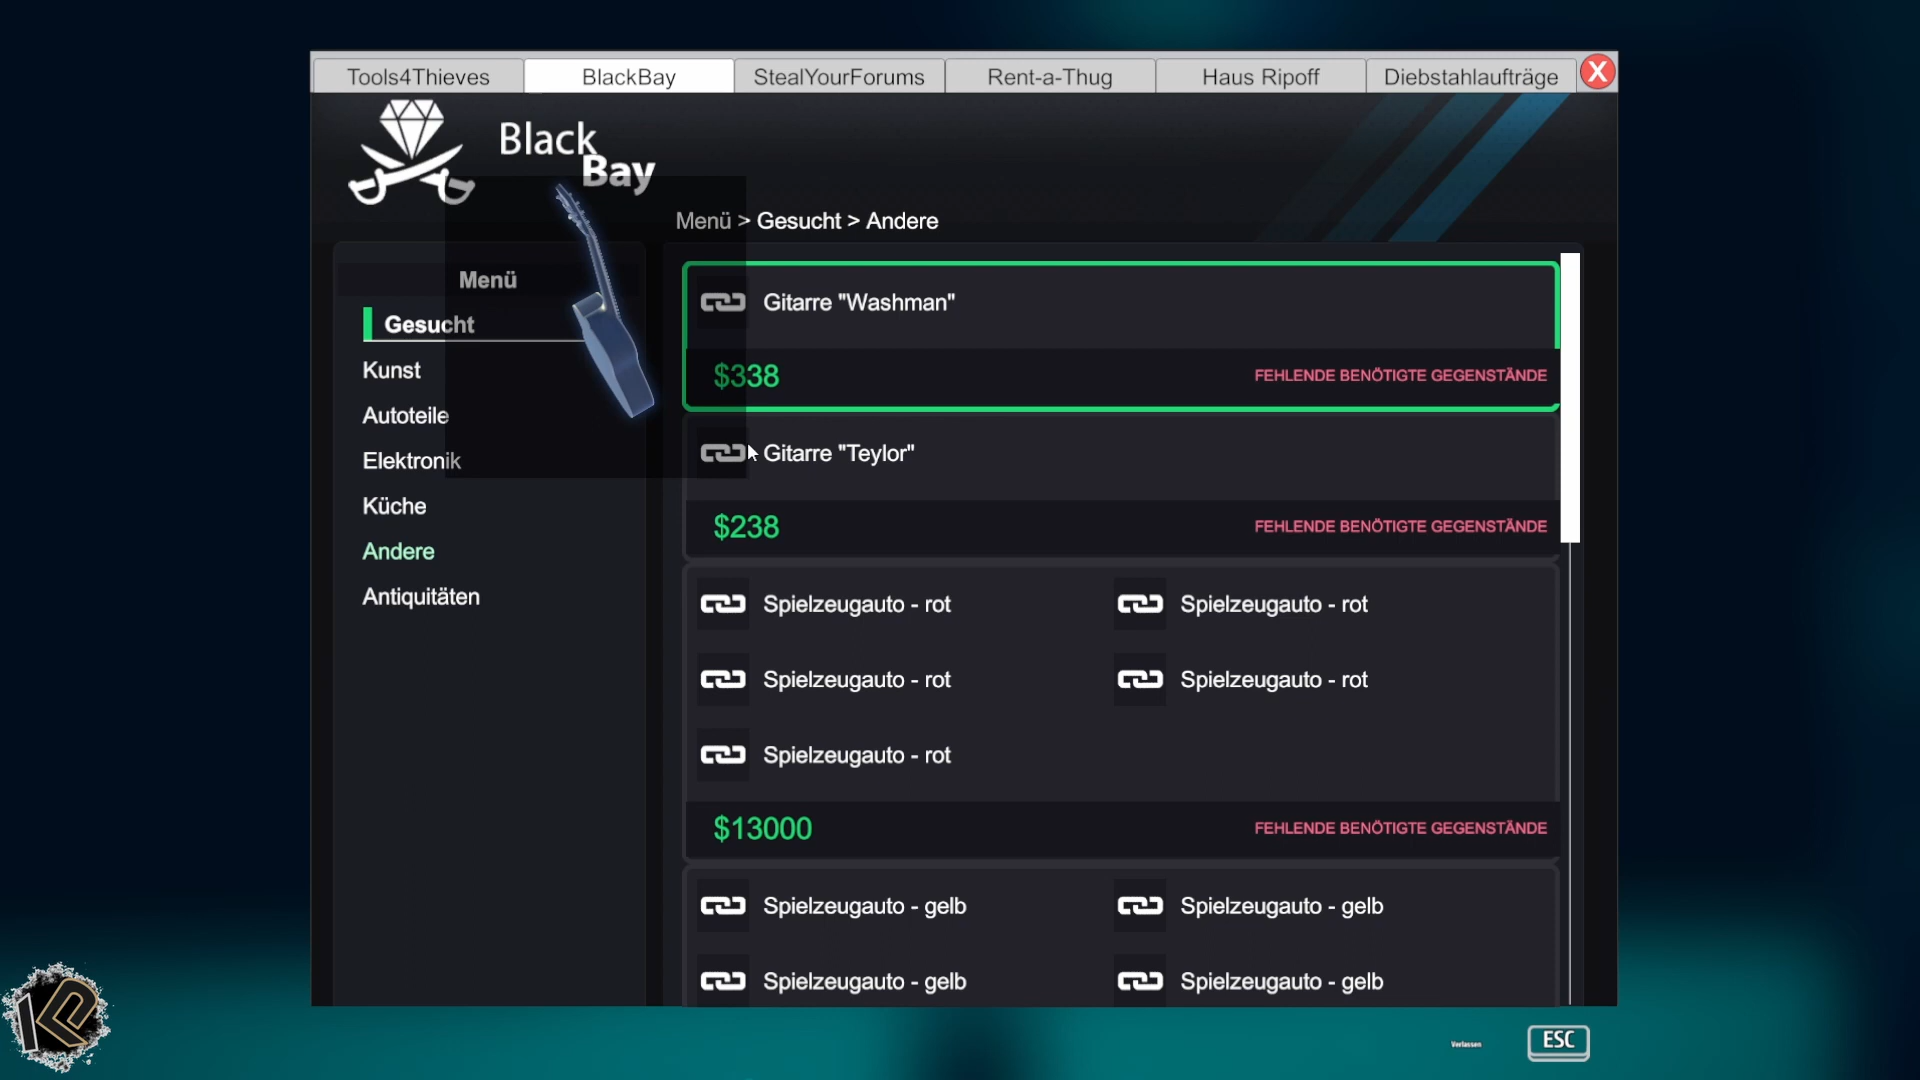 Tools4Thieves
BlackBay
StealYourForums
Rent-a-Thug
Haus Ripoff
Diebstahlaufträge
X
Black
Bay
Menü > Gesucht > Andere
Menü
Gesucht
Kunst
Autoteile
Elektronik
Küche
Andere
Antiquitäten
Gitarre "Washman"
$338
FEHLENDE BENÖTIGTE GEGENSTÄNDE
Gitarre "Teylor"
$238
FEHLENDE BENÖTIGTE GEGENSTÄNDE
Spielzeugauto - rot
Spielzeugauto - rot
Spielzeugauto - rot
Spielzeugauto - rot
Spielzeugauto - rot
$13000
FEHLENDE BENÖTIGTE GEGENSTÄNDE
Spielzeugauto - gelb
Spielzeugauto - gelb
Spielzeugauto - gelb
Spielzeugauto - gelb
Verlassen
ESC